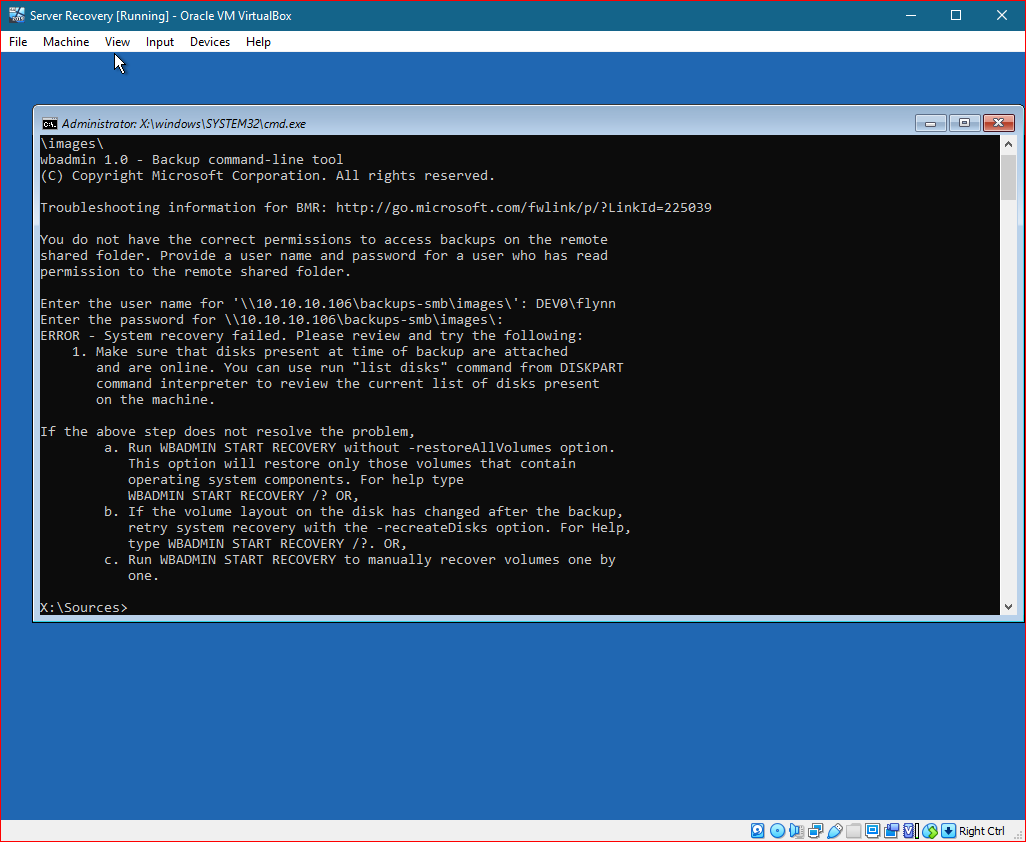 Server Recovery [Running] - Oracle VM VirtualBox
File Machine View Input Devices Help
Administrator: X:\windows\SYSTEM32\cmd.exe
\images\
wbadmin 1.0 - Backup command-line tool
(C) Copyright Microsoft Corporation. All rights reserved.
Troubleshooting information for BMR: http://go.microsoft.com/fwlink/p/?LinkId=225039
You do not have the correct permissions to access backups on the remote
shared folder. Provide a user name and password for a user who has read
permission to the remote shared folder.
Enter the user name for '\\10.10.10.106\backups-smb\images\': DEV0\flynn
Enter the password for \\10.10.10.106\backups-smb\images\:
ERROR - System recovery failed. Please review and try the following:
1. Make sure that disks present at time of backup are attached
and are online. You can use run "list disks" command from DISKPART
command interpreter to review the current list of disks present
on the machine.
If the above step does not resolve the problem,
a. Run WBADMIN START RECOVERY without -restoreAllVolumes option.
This option will restore only those volumes that contain
operating system components. For help type
WBADMIN START RECOVERY /? OR,
b. If the volume layout on the disk has changed after the backup,
retry system recovery with the -recreateDisks option. For Help,
type WBADMIN START RECOVERY /?. OR,
c. Run WBADMIN START RECOVERY to manually recover volumes one by
one.
X:\Sources>
Right Ctrl